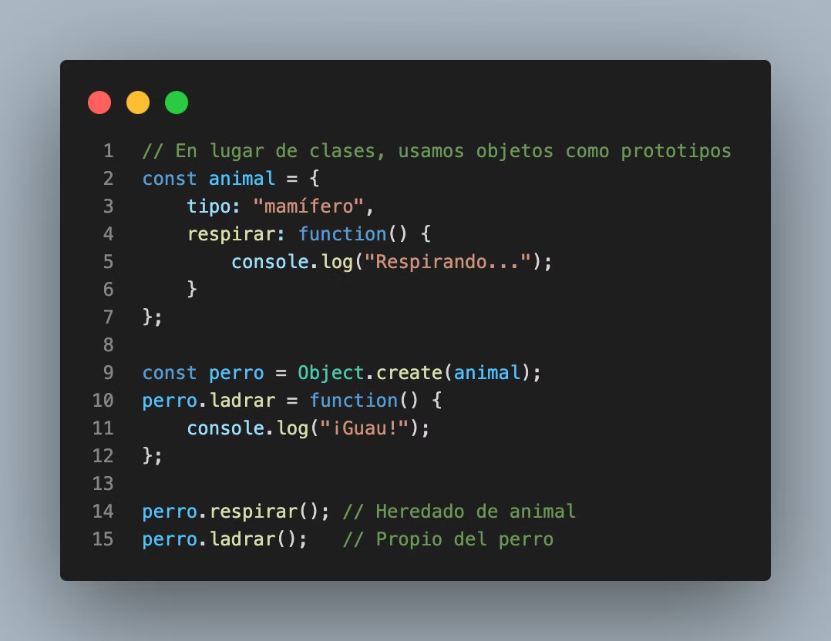 1 // En lugar de clases, usamos objetos como prototipos
2 const animal = {
3     tipo: "mamífero",
4     respirar: function() {
5         console.log("Respirando...");
6     }
7 };
8
9 const perro = Object.create(animal);
10 perro.ladrar = function() {
11     console.log("¡Guau!");
12 };
13
14 perro.respirar(); // Heredado de animal
15 perro.ladrar();   // Propio del perro